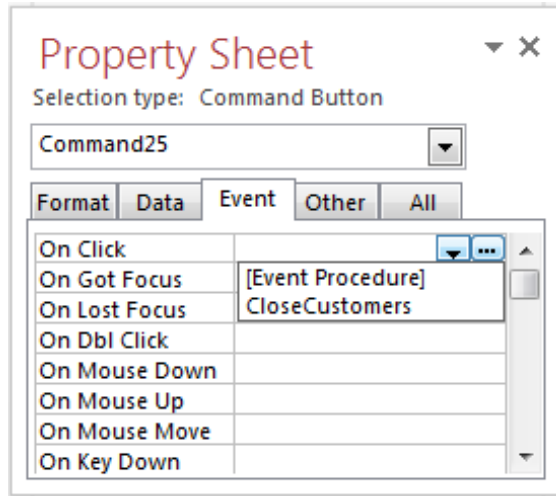 Property Sheet
Selection type: Command Button
Command25
Format Data Event Other All
On Click
On Got Focus [Event Procedure]
On Lost Focus CloseCustomers
On Dbl Click
On Mouse Down
On Mouse Up
On Mouse Move
On Key Down